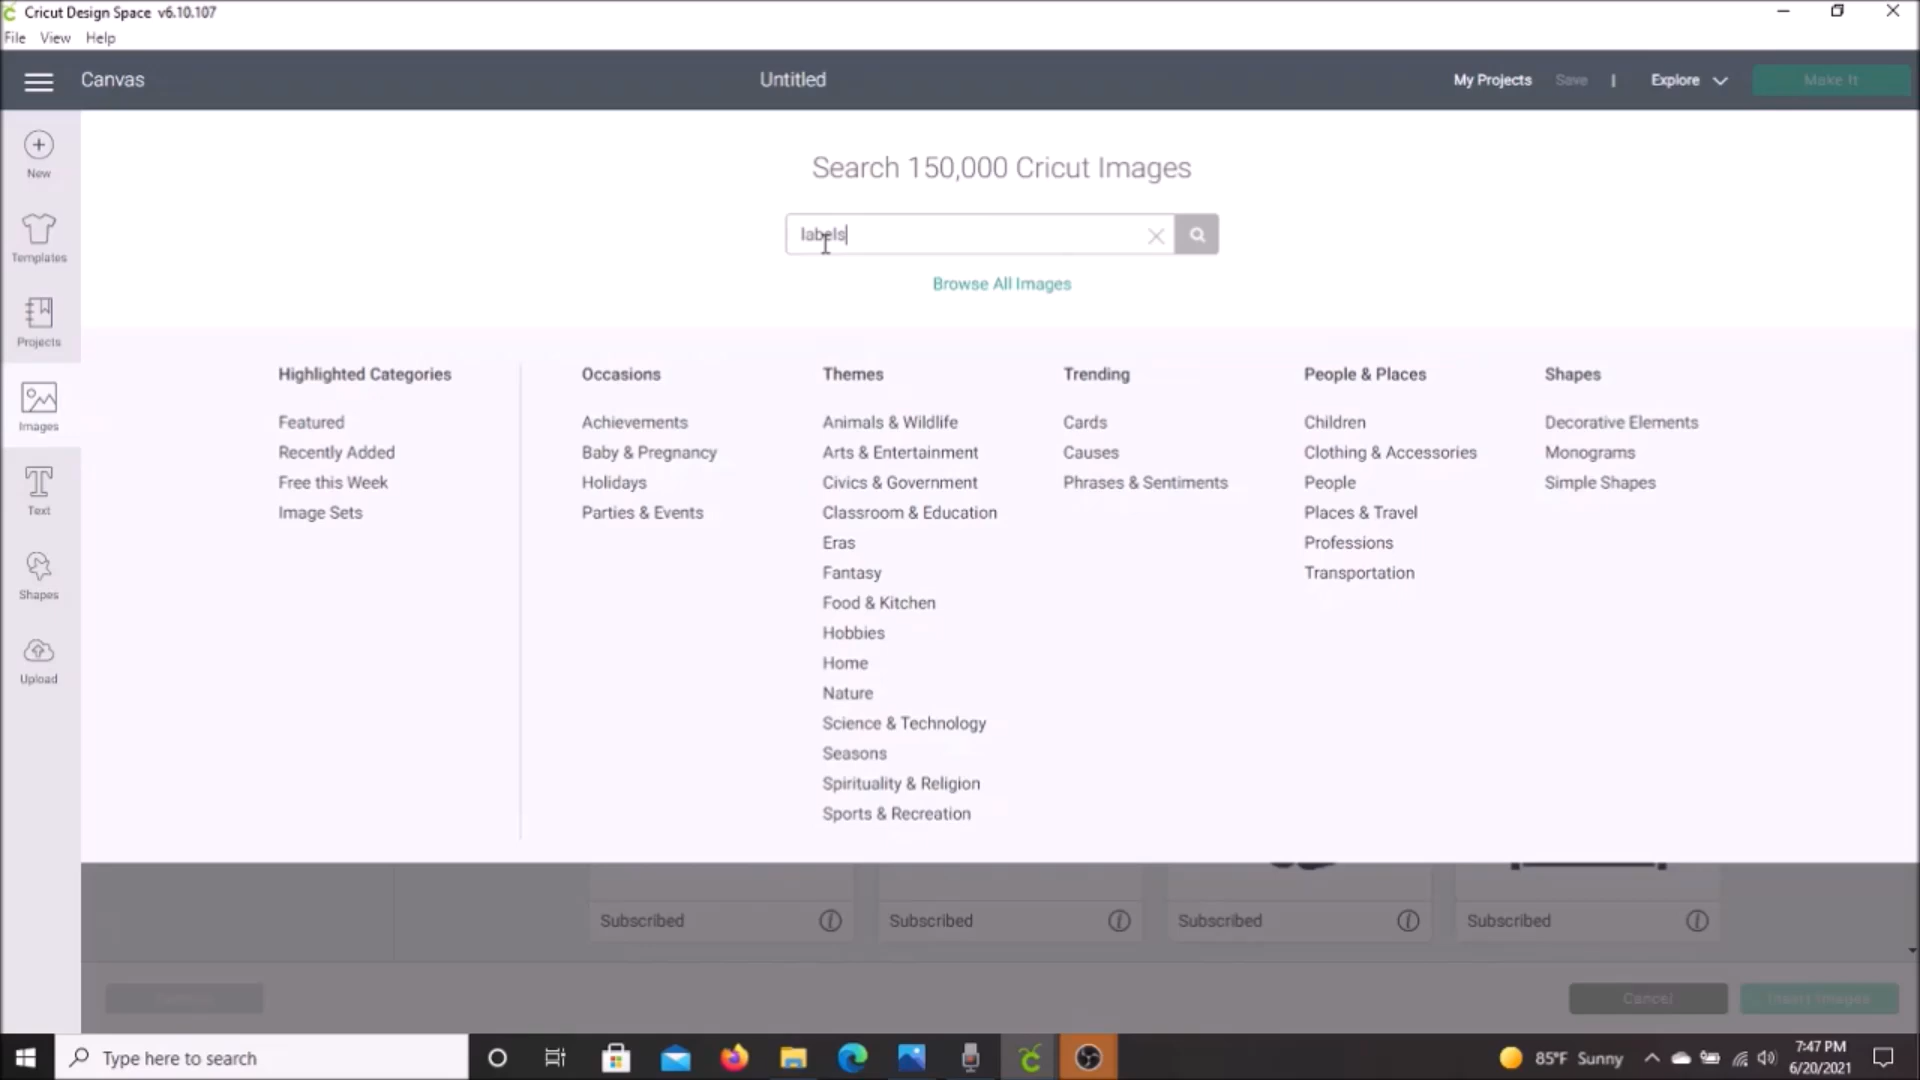 Cricut Design Space v6.10.107
File View Help
Canvas
Untitled
My Projects Save | Explore Make It
New
Templates
Projects
Images
Text
Shapes
Upload
Search 150,000 Cricut Images
labels
Browse All Images
Highlighted Categories
Featured
Recently Added
Free this Week
Image Sets
Occasions
Achievements
Baby & Pregnancy
Holidays
Parties & Events
Themes
Animals & Wildlife
Arts & Entertainment
Civics & Government
Classroom & Education
Eras
Fantasy
Food & Kitchen
Hobbies
Home
Nature
Science & Technology
Seasons
Spirituality & Religion
Sports & Recreation
Trending
Cards
Causes
Phrases & Sentiments
People & Places
Children
Clothing & Accessories
People
Places & Travel
Professions
Transportation
Shapes
Decorative Elements
Monograms
Simple Shapes
Subscribed Subscribed Subscribed Subscribed
Cancel Insert Images
Type here to search
85°F Sunny
7:47 PM
6/20/2021